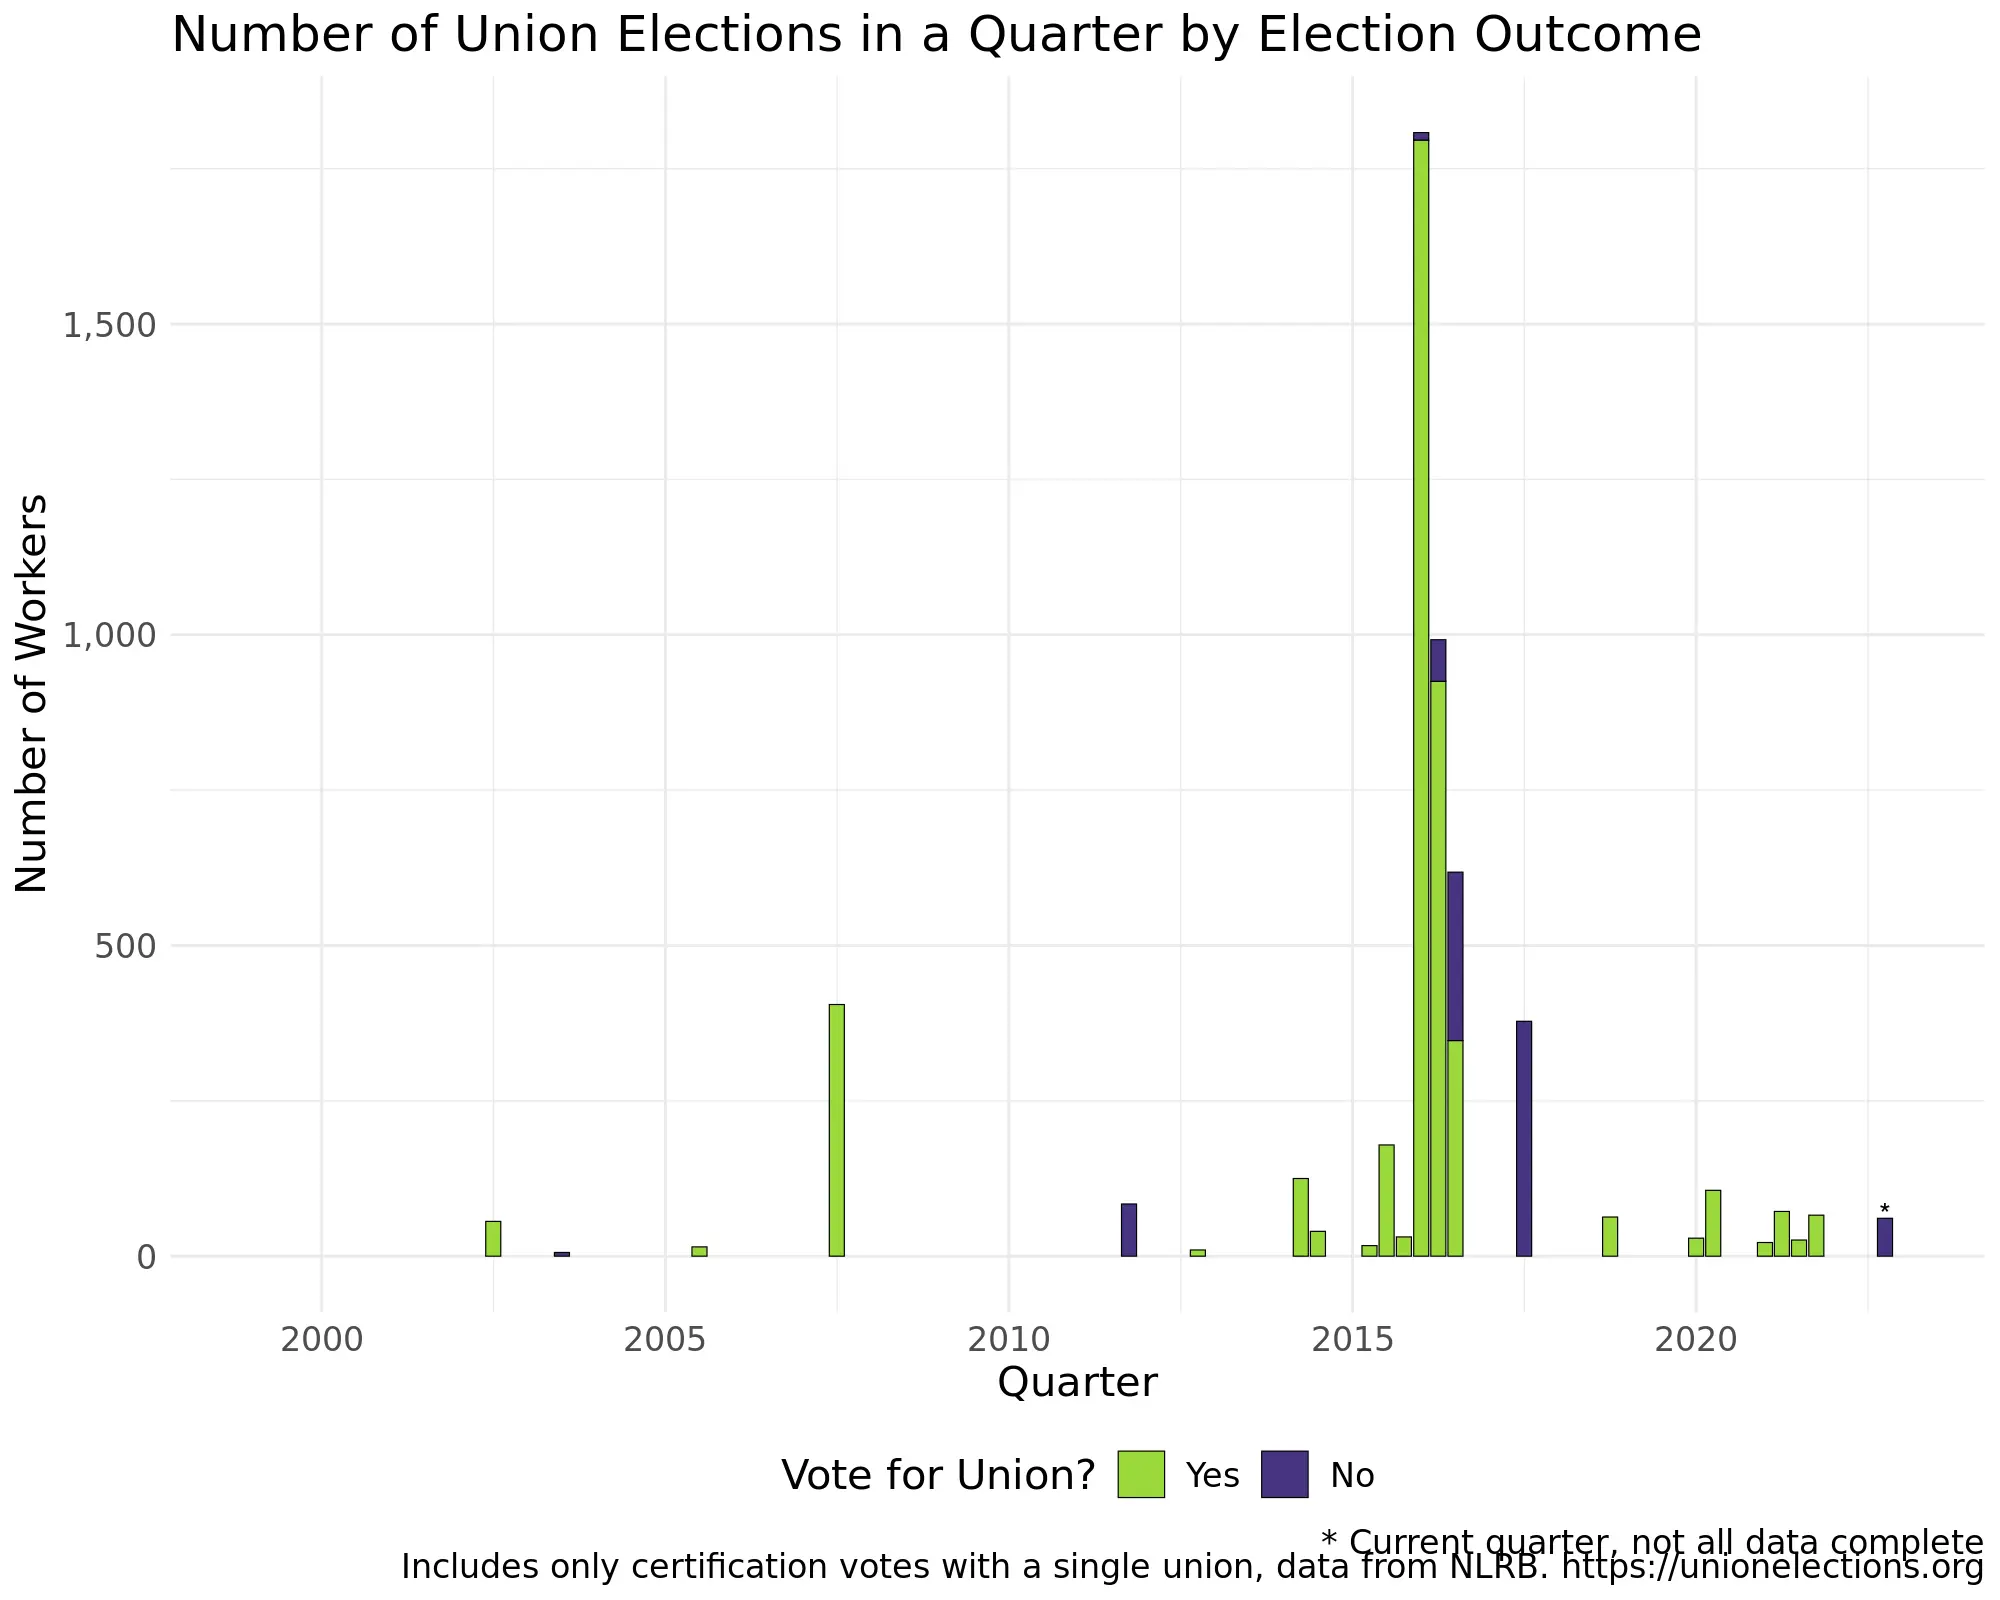 Number of Union Elections in a Quarter by Election Outcome
Number of Workers
1,500
1,000
500
0
*
2000 2005 2010 2015 2020
Quarter
Vote for Union? Yes No
* Current quarter, not all data complete
Includes only certification votes with a single union, data from NLRB. https://unionelections.org